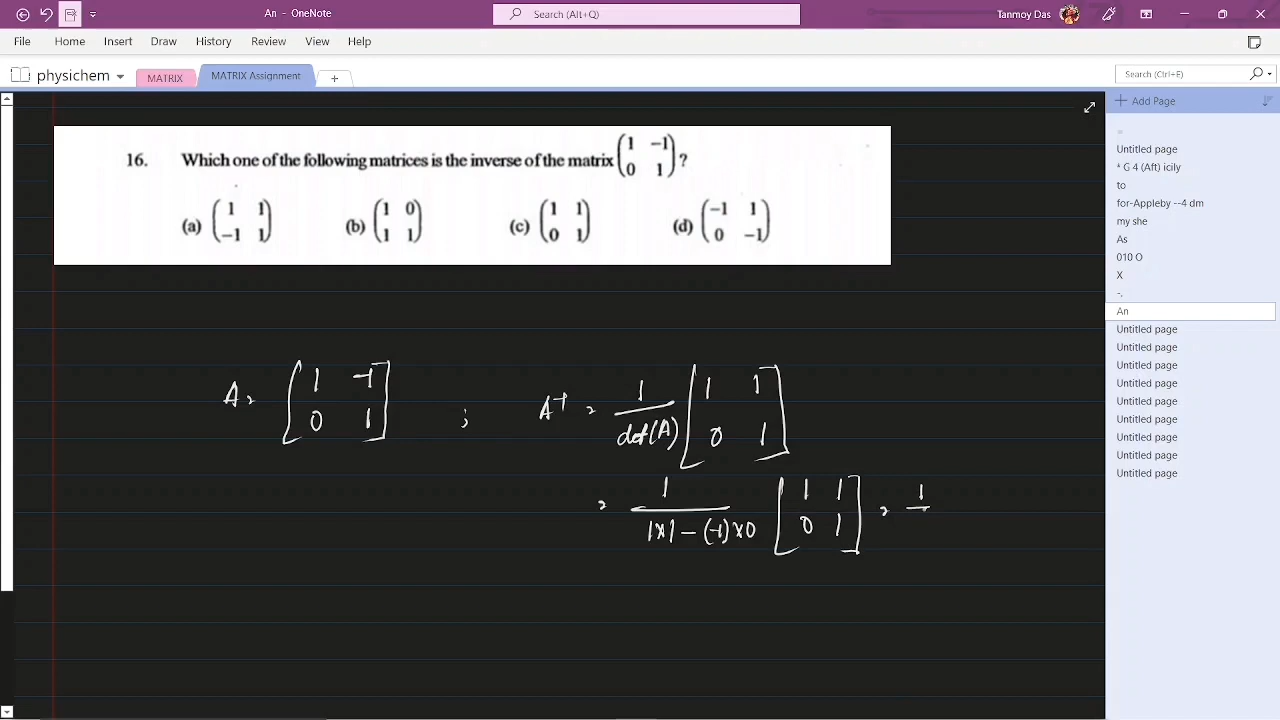 An - OneNote
Search (Alt+Q)
Tanmoy Das
File Home Insert Draw History Review View Help
physichem MATRIX MATRIX Assignment +
Search (Ctrl+E)
Add Page
16. Which one of the following matrices is the inverse of the matrix (1 −1
0 1)?
(a) (1 1
−1 1) (b) (1 0
1 1) (c) (1 1
0 1) (d) (−1 1
0 −1)
A = [1 -1
0 1] ; A⁻¹ = 1/det(A) [1 1
0 1]
= 1/1×1 − (-1)×0 [1 1
0 1] = 1
=
Untitled page
* G 4 (Aft) icily
to
for-Appleby --4 dm
my she
As
010 O
X
-,
An
Untitled page
Untitled page
Untitled page
Untitled page
Untitled page
Untitled page
Untitled page
Untitled page
Untitled page